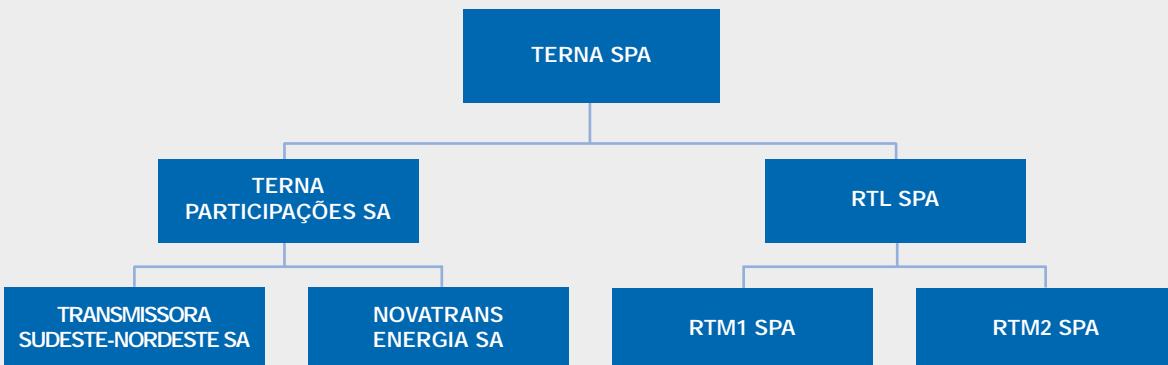 TERNA SPA
TERNA
PARTICIPAÇÕES SA
RTL SPA
TRANSMISSORA
SUDESTE-NORDESTE SA
NOVATRANS
ENERGIA SA
RTM1 SPA
RTM2 SPA